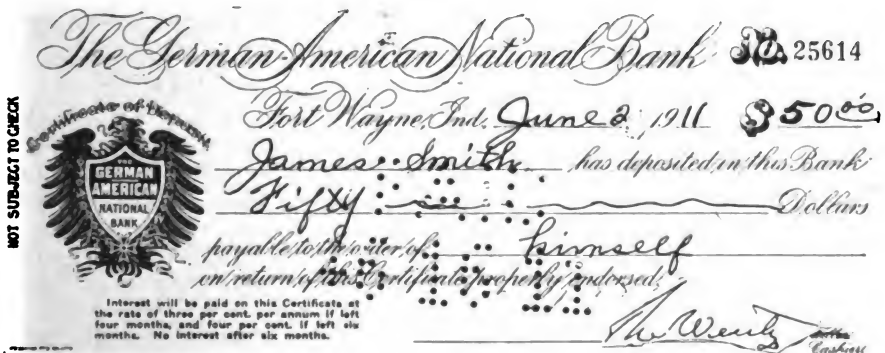 The German American National Bank No. 25614
Fort Wayne, Ind. June 2 1911 $50 00
Certificate of Deposit
James Smith has deposited in this Bank
THE
GERMAN
AMERICAN
NATIONAL
BANK
Fifty Dollars
NOT SUBJECT TO CHECK
payable to the order of himself
on return of this Certificate properly endorsed.
Interest will be paid on this Certificate at
the rate of three per cent. per annum if left
four months, and four per cent. if left six
months. No interest after six months.
Cashier